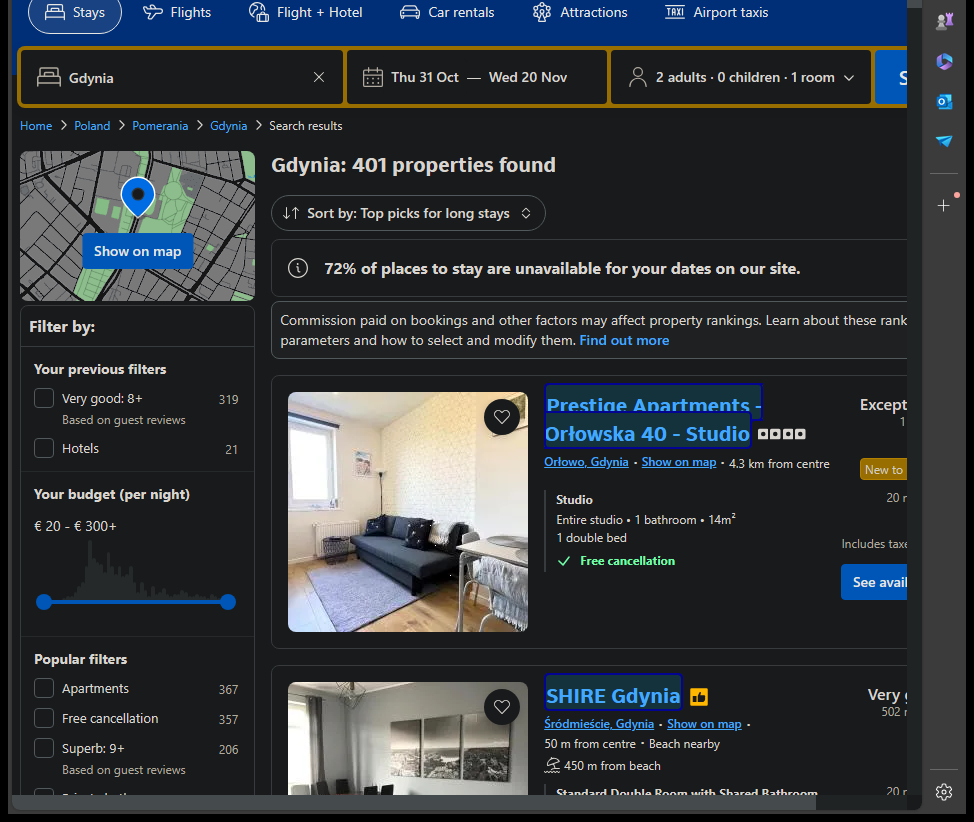 Stays Flights Flight + Hotel Car rentals Attractions TAXI Airport taxis
Gdynia Thu 31 Oct — Wed 20 Nov 2 adults · 0 children · 1 room S
Home > Poland > Pomerania > Gdynia > Search results
Gdynia: 401 properties found
Sort by: Top picks for long stays
Show on map
72% of places to stay are unavailable for your dates on our site.
Commission paid on bookings and other factors may affect property rankings. Learn about these rank
parameters and how to select and modify them. Find out more
Filter by:
Your previous filters
Very good: 8+ 319
Based on guest reviews
Hotels 21
Your budget (per night)
€ 20 - € 300+
Popular filters
Apartments 367
Free cancellation 357
Superb: 9+ 206
Based on guest reviews
Prestige Apartments -
Orłowska 40 - Studio
Except
1
Orłowo, Gdynia · Show on map · 4.3 km from centre
New to
Studio
20 n
Entire studio • 1 bathroom • 14m²
1 double bed
Includes taxe
Free cancellation
See avail
SHIRE Gdynia
Very g
502 r
Śródmieście, Gdynia · Show on map ·
50 m from centre · Beach nearby
450 m from beach
Standard Double Room with Shared Bathroom
20 n